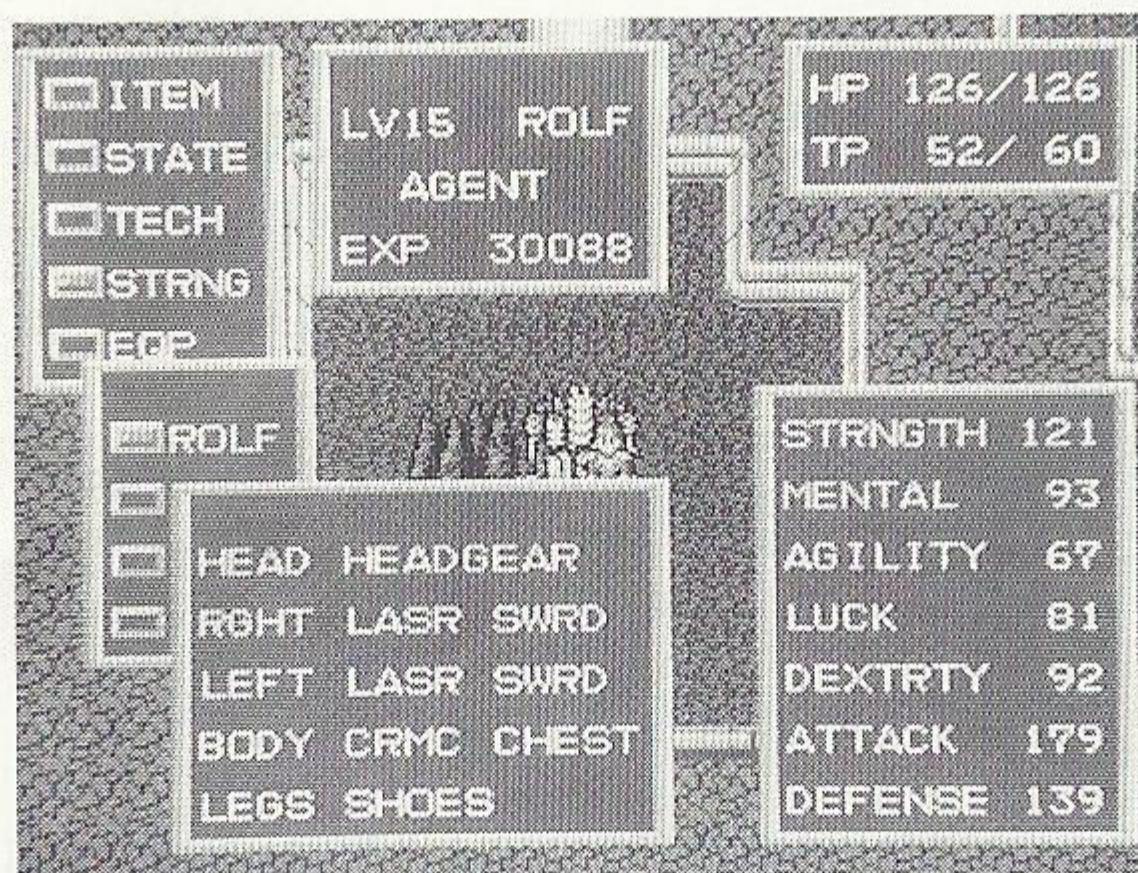 ITEM
STATE
TECH
STRNG
EQP
LV15 ROLF
AGENT
EXP 30088
HP 126/126
TP 52/ 60
ROLF
HEAD HEADGEAR
RGHT LASR SWRD
LEFT LASR SWRD
BODY CRMC CHEST
LEGS SHOES
STRNGTH 121
MENTAL 93
AGILITY 67
LUCK 81
DEXTRTY 92
ATTACK 179
DEFENSE 139